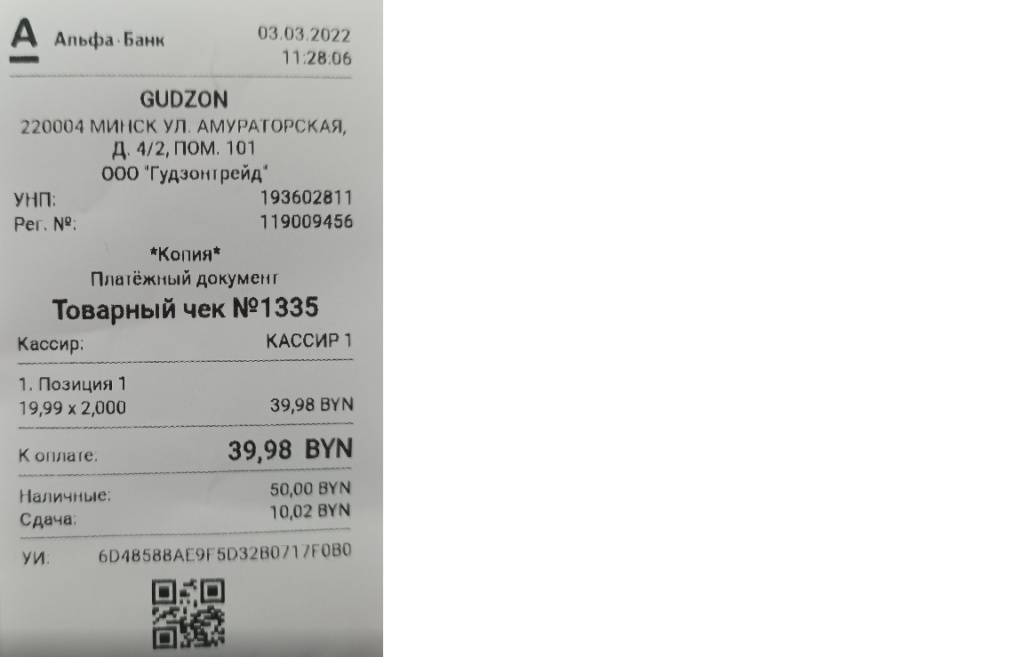 А Альфа·Банк 03.03.2022
11:28:06
GUDZON
220004 МИНСК УЛ. АМУРАТОРСКАЯ,
Д. 4/2, ПОМ. 101
ООО "Гудзонтрейд"
УНП: 193602811
Рег. №: 119009456
*Копия*
Платёжный документ
Товарный чек №1335
Кассир: КАССИР 1
1. Позиция 1
19,99 x 2,000 39,98 BYN
К оплате: 39,98 BYN
Наличные: 50,00 BYN
Сдача: 10,02 BYN
УИ: 6D48588AE9F5D32B0717F0B0